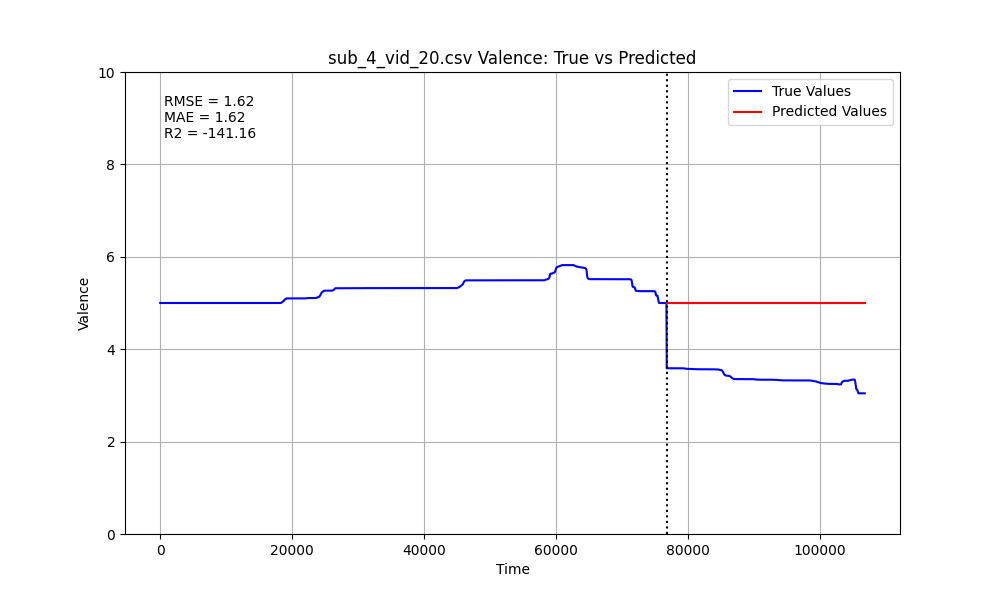 sub_4_vid_20.csv Valence: True vs Predicted
RMSE = 1.62
MAE = 1.62
R2 = -141.16
True Values
Predicted Values
Valence
10
8
6
4
2
0
0
20000
40000
60000
80000
100000
Time